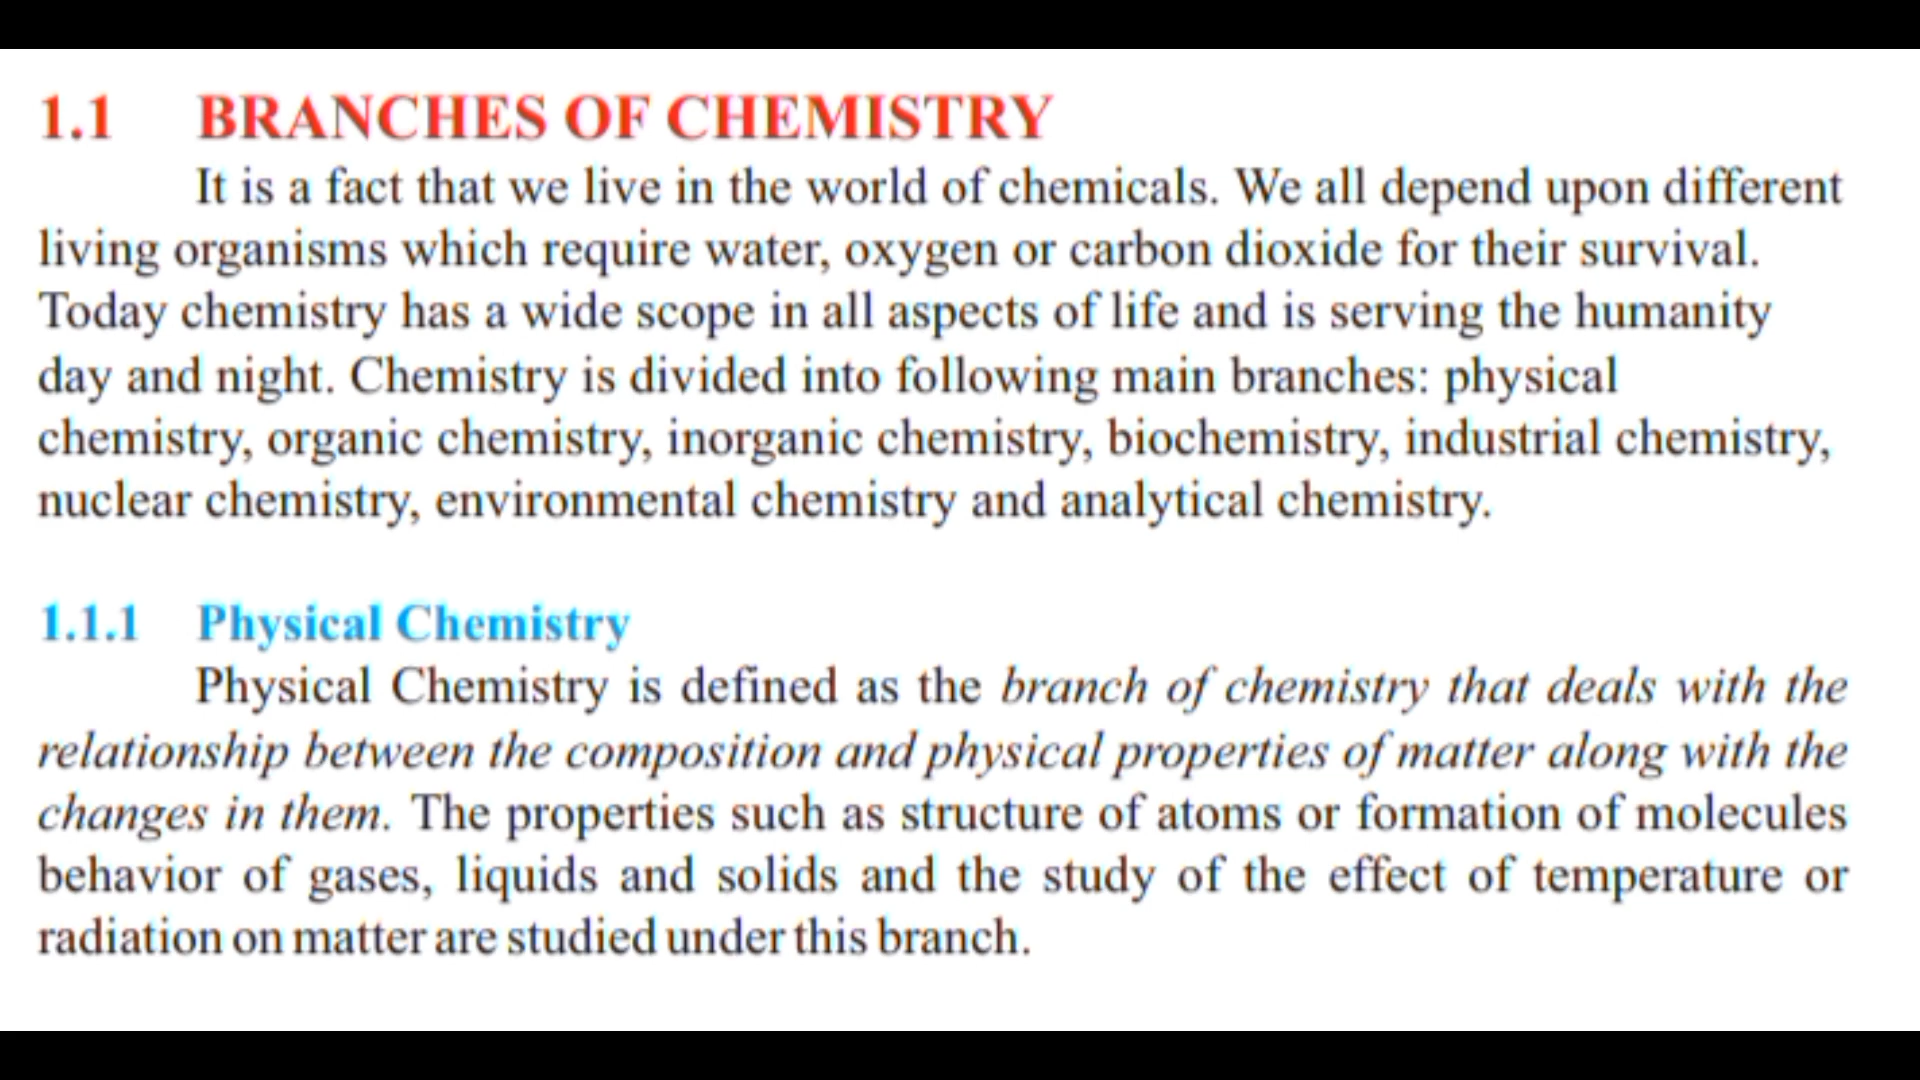 1.1 BRANCHES OF CHEMISTRY
It is a fact that we live in the world of chemicals. We all depend upon different
living organisms which require water, oxygen or carbon dioxide for their survival.
Today chemistry has a wide scope in all aspects of life and is serving the humanity
day and night. Chemistry is divided into following main branches: physical
chemistry, organic chemistry, inorganic chemistry, biochemistry, industrial chemistry,
nuclear chemistry, environmental chemistry and analytical chemistry.
1.1.1 Physical Chemistry
Physical Chemistry is defined as the branch of chemistry that deals with the
relationship between the composition and physical properties of matter along with the
changes in them. The properties such as structure of atoms or formation of molecules
behavior of gases, liquids and solids and the study of the effect of temperature or
radiation on matter are studied under this branch.